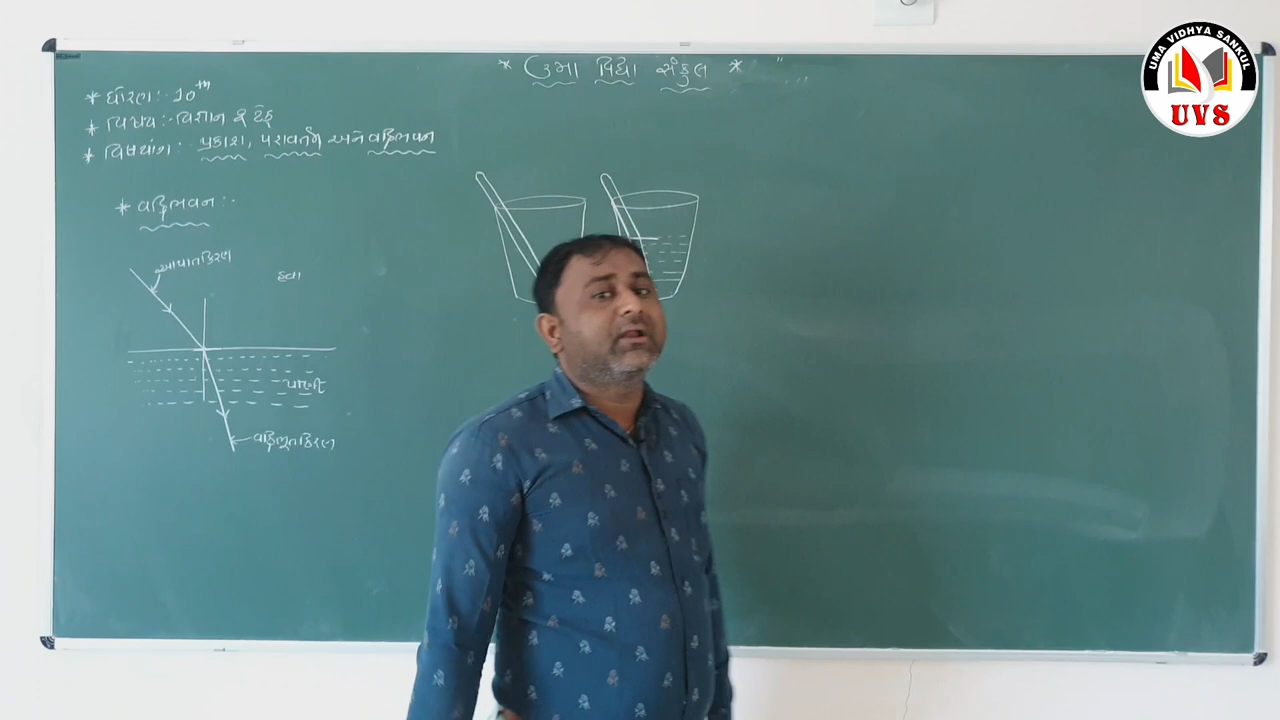 * ઉમા વિદ્યા સંકુલ *
* ધોરણ :- 10th
* વિષય :- વિજ્ઞાન & ટેક્
* વિષયાંગ :- પ્રકાશ, પરાવર્તન અને વક્રિભવન
* વક્રિભવન :-
આપાતકિરણ
હવા
પાણી
વક્રિભૂતકિરણ
UMA VIDHYA SANKUL
UVS